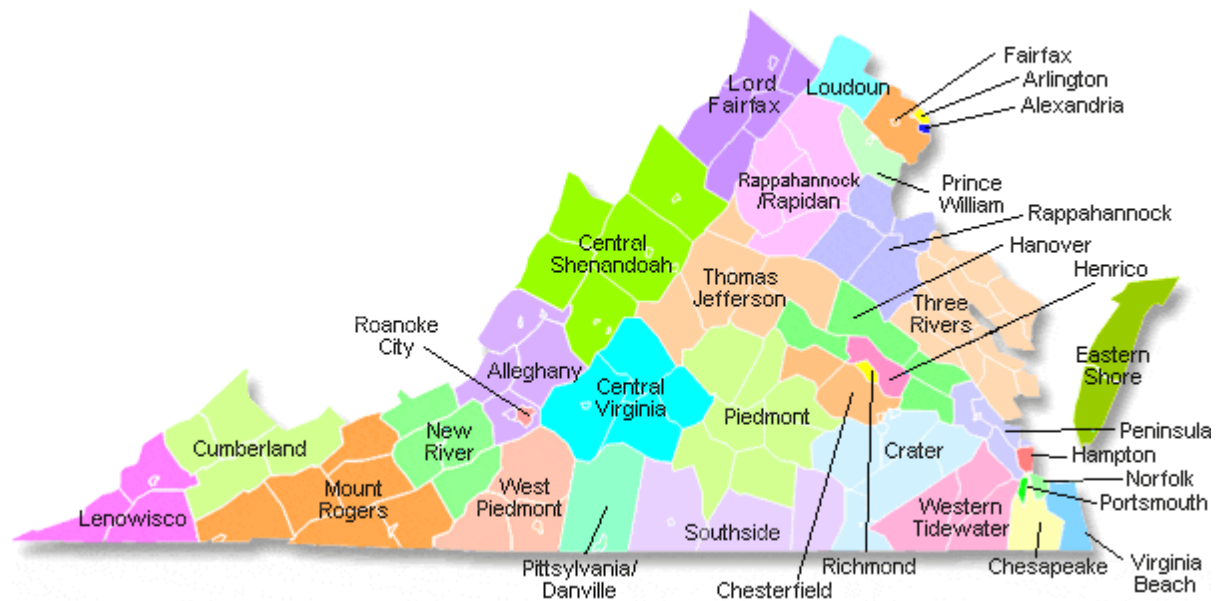 Fairfax
Arlington
Alexandria
Lord
Fairfax
Loudoun
Rappahannock
/Rapidan
Prince
William
Rappahannock
Hanover
Henrico
Central
Shenandoah
Thomas
Jefferson
Three
Rivers
Eastern
Shore
Roanoke
City
Alleghany
Central
Virginia
Piedmont
Cumberland
New
River
Crater
Peninsula
Hampton
Norfolk
Portsmouth
Mount
Rogers
West
Piedmont
Western
Tidewater
Lenowisco
Southside
Pittsylvania/
Danville
Chesterfield
Richmond
Chesapeake
Virginia
Beach